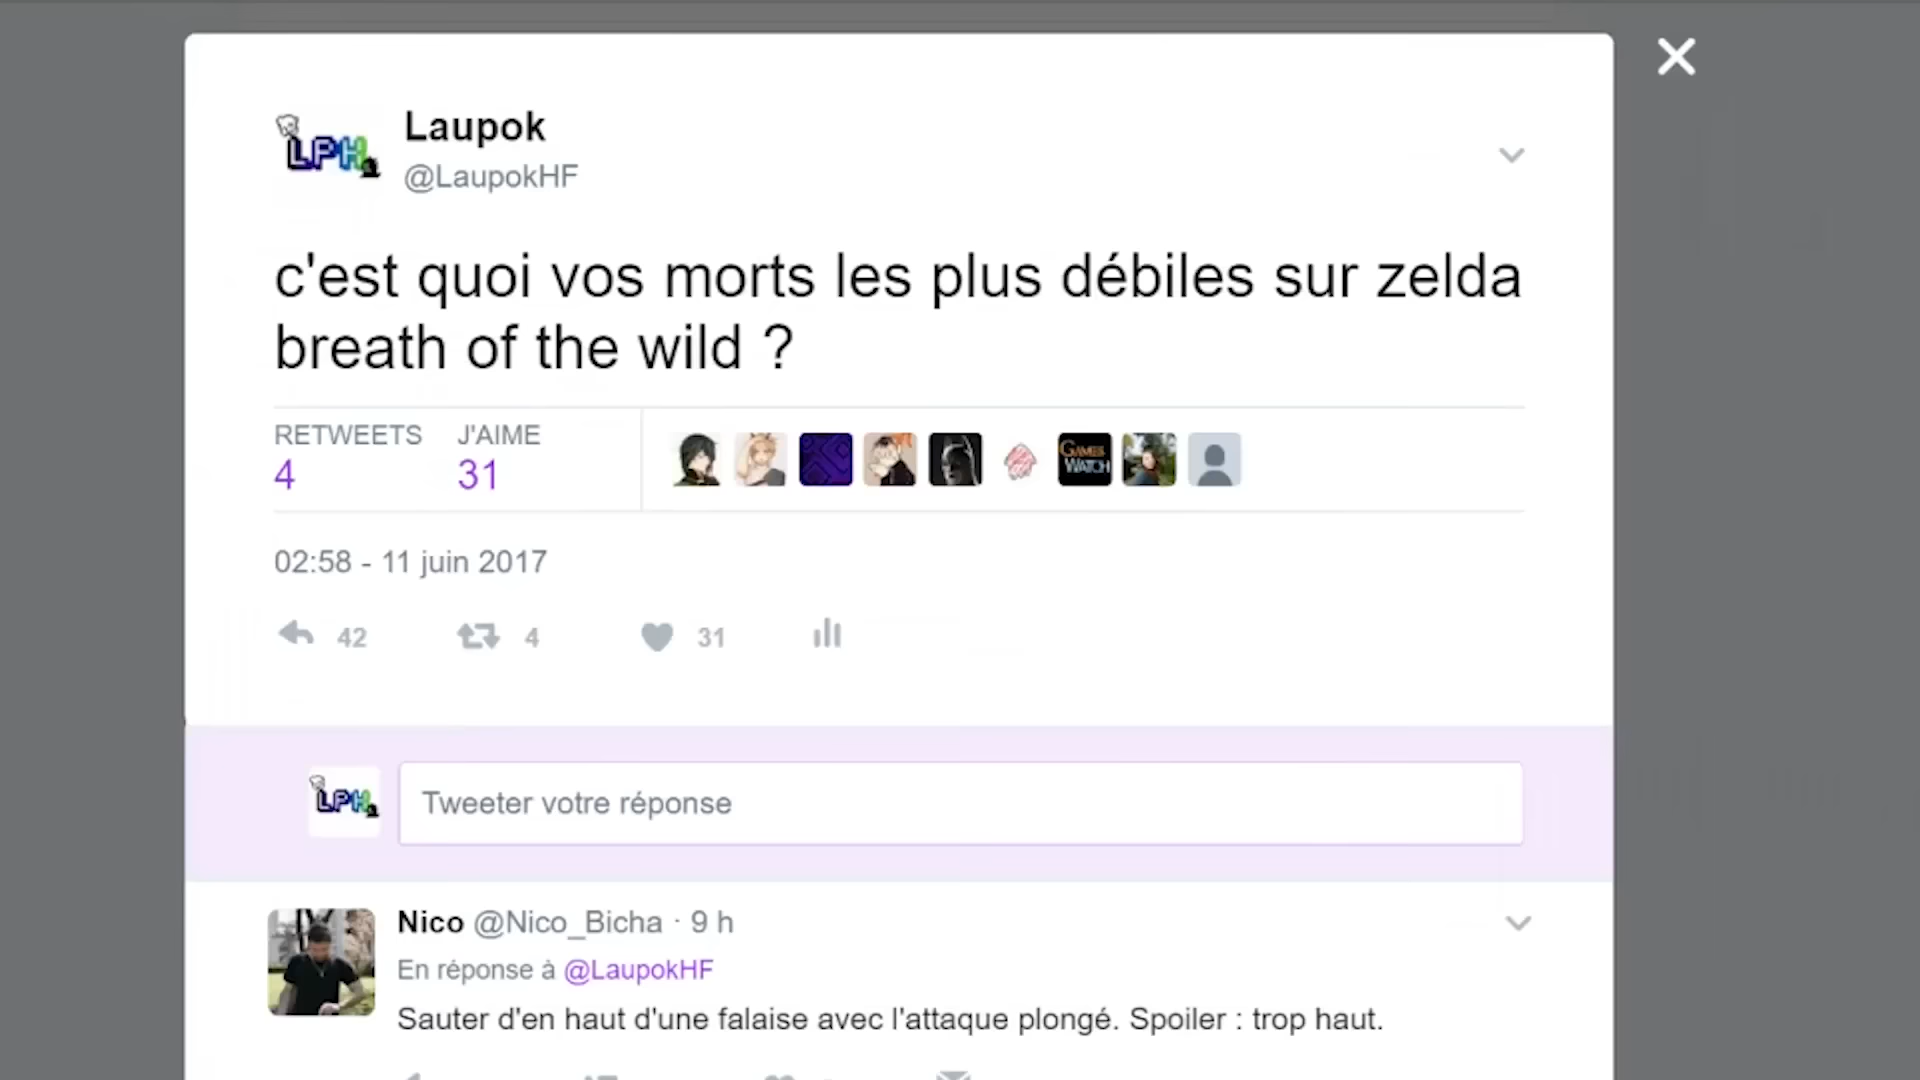 LPH
Laupok
@LaupokHF
c'est quoi vos morts les plus débiles sur zelda
breath of the wild ?
RETWEETS J'AIME
4 31
GAMES
WATCH
02:58 - 11 juin 2017
42 4 31
LPH
Tweeter votre réponse
Nico @Nico_Bicha · 9 h
En réponse à @LaupokHF
Sauter d'en haut d'une falaise avec l'attaque plongé. Spoiler : trop haut.